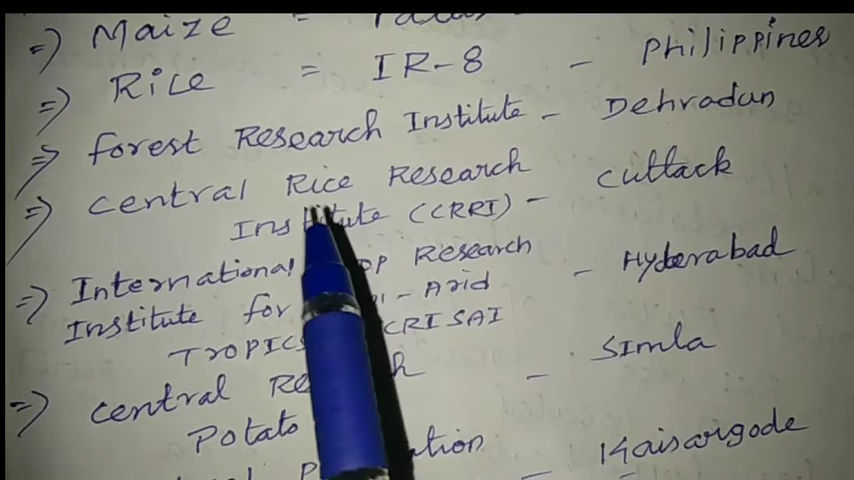 => Maize =
=> Rice = IR-8 - Philippines
=> Forest Research Institute - Dehradun
=> Central Rice Research
Institute (CRRI) - Cuttack
=> International Research
Institute for - Arid - Hyderabad
TROPICS CRISAI
=> Central - Simla
Potato
- Kaisargode